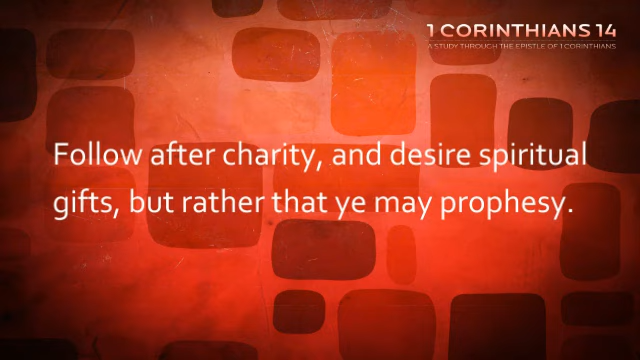 1 CORINTHIANS 14
A STUDY THROUGH THE EPISTLE OF 1 CORINTHIANS
Follow after charity, and desire spiritual
gifts, but rather that ye may prophesy.